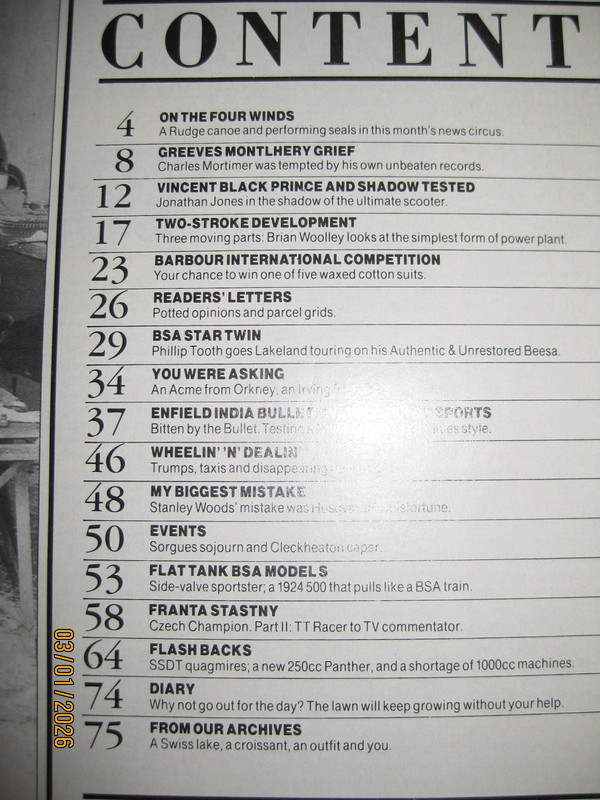 CONTENT
4 ON THE FOUR WINDS
A Rudge canoe and performing seals in this month's news circus.
8 GREEVES MONTLHERY GRIEF
Charles Mortimer was tempted by his own unbeaten records.
12 VINCENT BLACK PRINCE AND SHADOW TESTED
Jonathan Jones in the shadow of the ultimate scooter.
17 TWO-STROKE DEVELOPMENT
Three moving parts: Brian Woolley looks at the simplest form of power plant.
23 BARBOUR INTERNATIONAL COMPETITION
Your chance to win one of five waxed cotton suits.
26 READERS' LETTERS
Potted opinions and parcel grids.
29 BSA STAR TWIN
Phillip Tooth goes Lakeland touring on his Authentic & Unrestored Beesa.
34 YOU WERE ASKING
An Acme from Orkney, an Irving
37 ENFIELD INDIA BULLET SPORTS
Bitten by the Bullet. Testing style.
46 WHEELIN' 'N' DEALIN'
Trumps, taxis and disappearing
48 MY BIGGEST MISTAKE
Stanley Woods' mistake was misfortune.
50 EVENTS
Sorgues sojourn and Cleckheaton caper.
53 FLAT TANK BSA MODELS
Side-valve sportster; a 1924 500 that pulls like a BSA train.
58 FRANTA STASTNY
Czech Champion. Part II: TT Racer to TV commentator.
64 FLASH BACKS
SSDT quagmires; a new 250cc Panther, and a shortage of 1000cc machines.
74 DIARY
Why not go out for the day? The lawn will keep growing without your help.
75 FROM OUR ARCHIVES
A Swiss lake, a croissant, an outfit and you.
03/01/2026